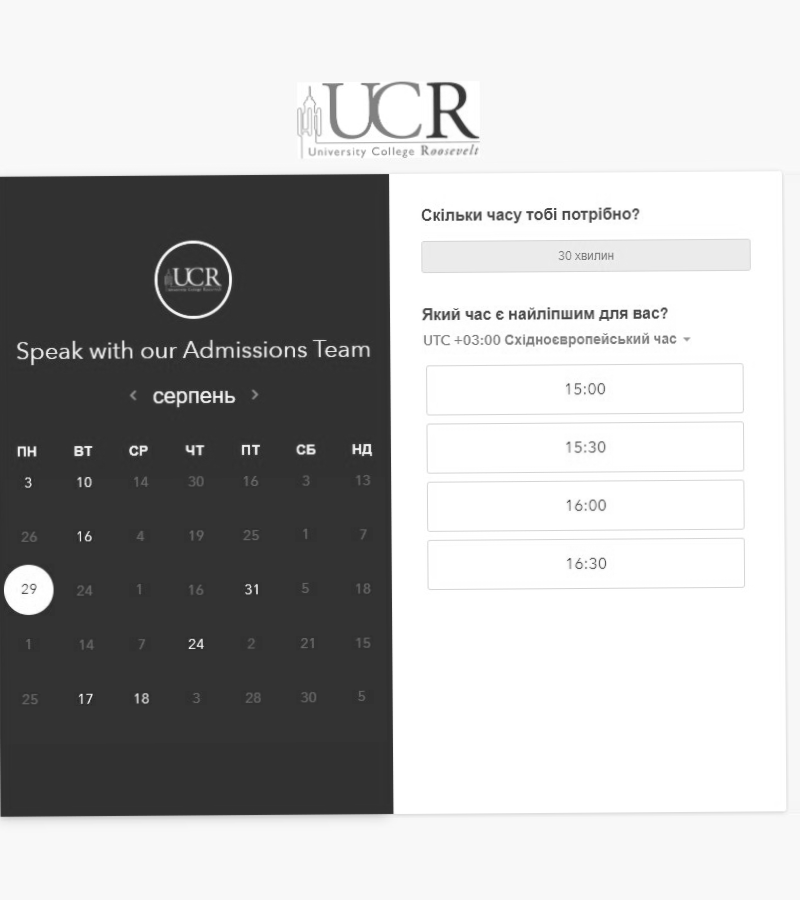 UCR
University College Roosevelt
UCR
Speak with our Admissions Team
серпень
ПН ВТ СР ЧТ ПТ СБ НД
3 10 14 30 16 3 13
26 16 4 19 25 1 7
29 24 1 16 31 5 18
1 14 7 24 2 21 15
25 17 18 3 28 30 5
Скільки часу тобі потрібно?
30 хвилин
Який час є найліпшим для вас?
UTC +03:00 Східноєвропейський час
15:00
15:30
16:00
16:30